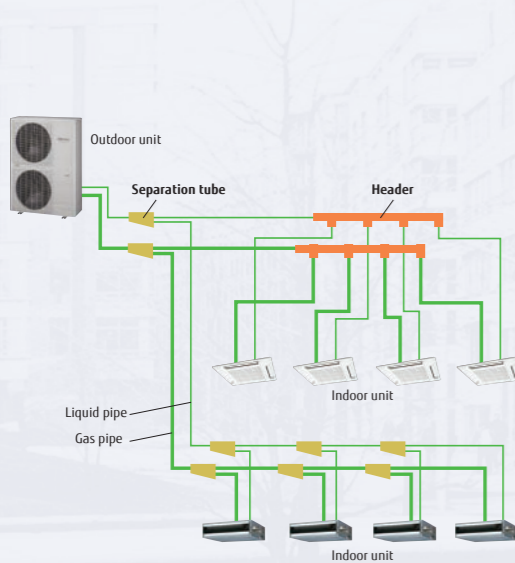 Outdoor unit
Separation tube
Header
Indoor unit
Liquid pipe
Gas pipe
Indoor unit